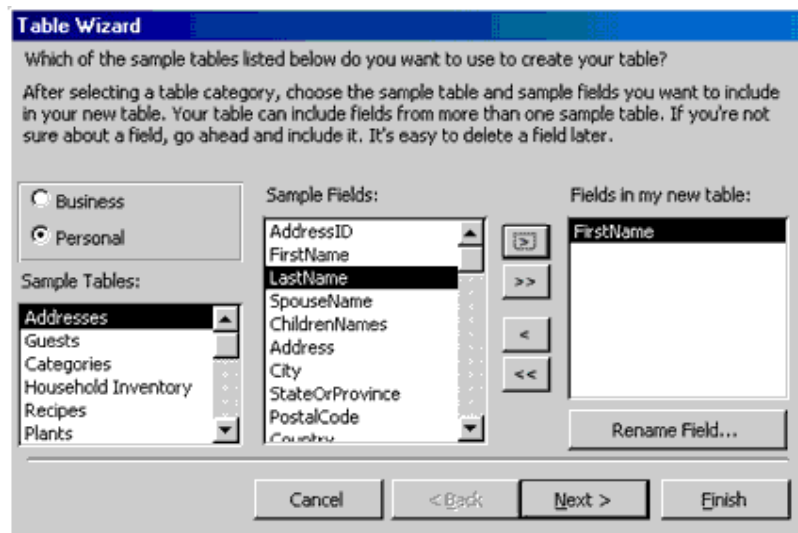 Table Wizard
Which of the sample tables listed below do you want to use to create your table?
After selecting a table category, choose the sample table and sample fields you want to include
in your new table. Your table can include fields from more than one sample table. If you're not
sure about a field, go ahead and include it. It's easy to delete a field later.
Business
Personal
Sample Tables:
Addresses
Guests
Categories
Household Inventory
Recipes
Plants
Sample Fields:
AddressID
FirstName
LastName
SpouseName
ChildrenNames
Address
City
StateOrProvince
PostalCode
Country
>
>>
<
<<
Fields in my new table:
FirstName
Rename Field...
Cancel
< Back
Next >
Finish